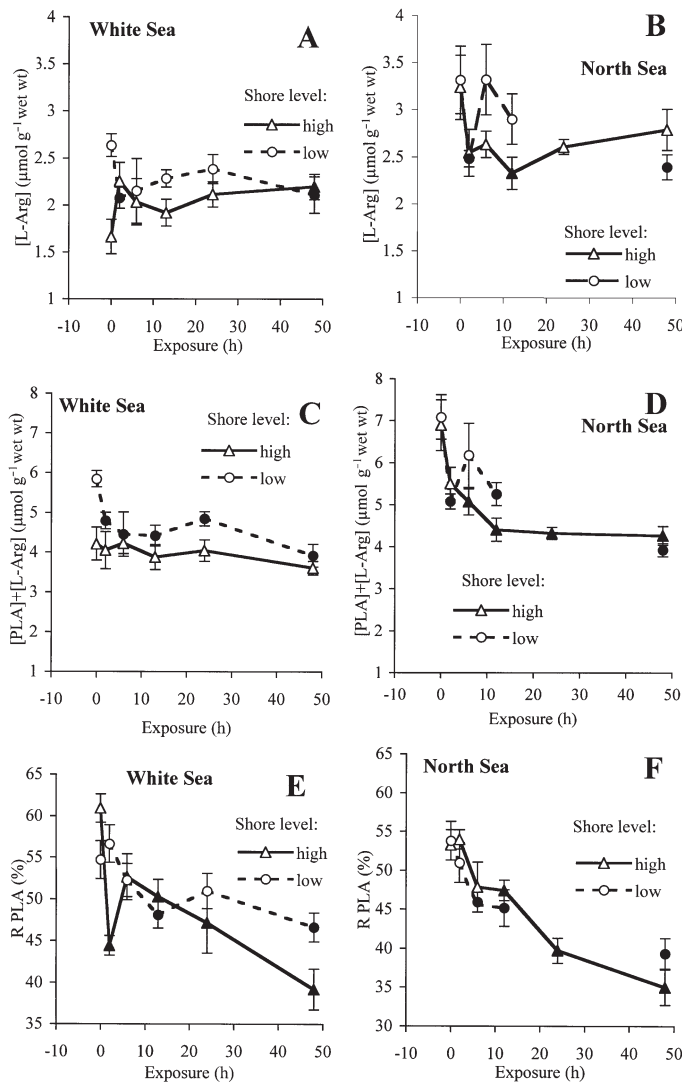 White Sea
A
Shore level:
high
low
[L-Arg] (μmol g⁻¹ wet wt)
4
3.5
3
2.5
2
1.5
1
-10 0 10 20 30 40 50
Exposure (h)
B
North Sea
Shore level:
high
low
[L-Arg] (μmol g⁻¹ wet wt)
4
3.5
3
2.5
2
1.5
1
-10 0 10 20 30 40 50
Exposure (h)
White Sea
C
Shore level:
high
low
[PLA]+[L-Arg] (μmol g⁻¹ wet wt)
8
7
6
5
4
3
2
1
-10 0 10 20 30 40 50
Exposure (h)
D
North Sea
Shore level:
high
low
[PLA]+[L-Arg] (μmol g⁻¹ wet wt)
8
7
6
5
4
3
2
1
-10 0 10 20 30 40 50
Exposure (h)
White Sea
E
Shore level:
high
low
R PLA (%)
65
60
55
50
45
40
35
-10 0 10 20 30 40 50
Exposure (h)
North Sea
F
Shore level:
high
low
R PLA (%)
65
60
55
50
45
40
35
30
-10 0 10 20 30 40 50
Exposure (h)